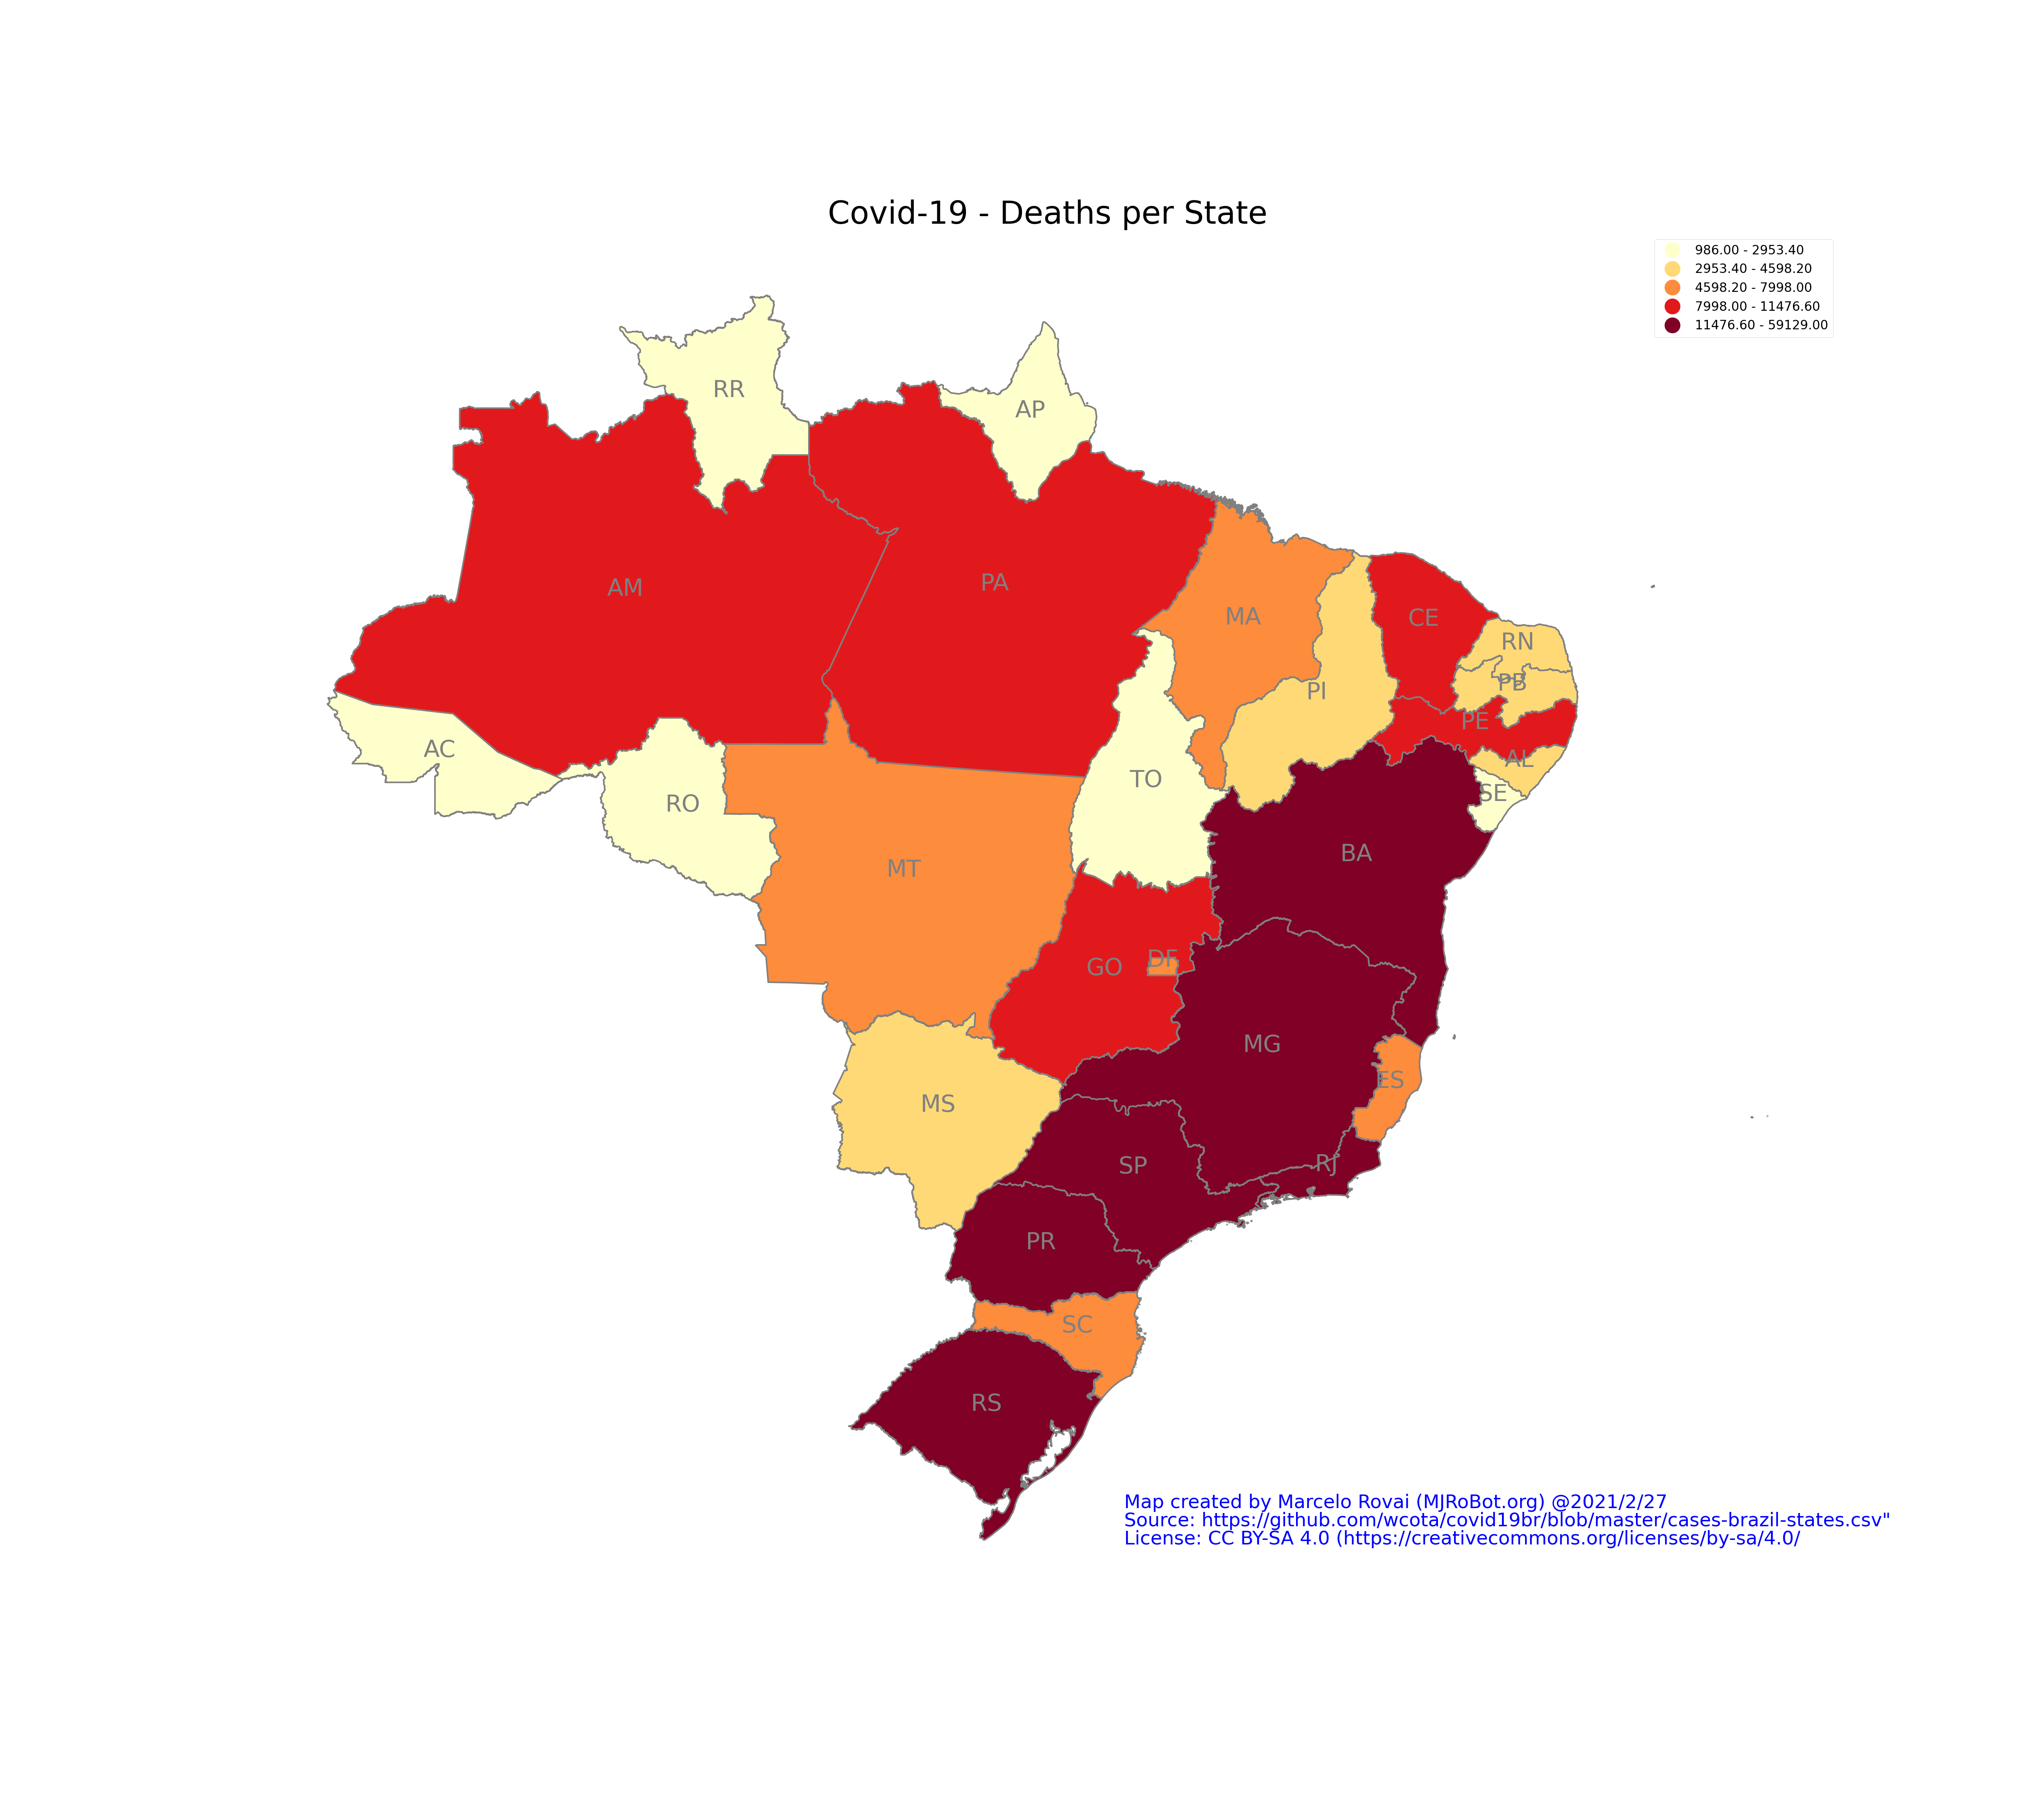 Covid-19 - Deaths per State
986.00 - 2953.40
2953.40 - 4598.20
4598.20 - 7998.00
7998.00 - 11476.60
11476.60 - 59129.00
RR
AP
AM
PA
MA
CE
RN
PB
PI
PE
AC
AL
TO
SE
RO
BA
MT
DF
GO
MG
ES
MS
RJ
SP
PR
SC
RS
Map created by Marcelo Rovai (MJRoBot.org) @2021/2/27
Source: https://github.com/wcota/covid19br/blob/master/cases-brazil-states.csv"
License: CC BY-SA 4.0 (https://creativecommons.org/licenses/by-sa/4.0/